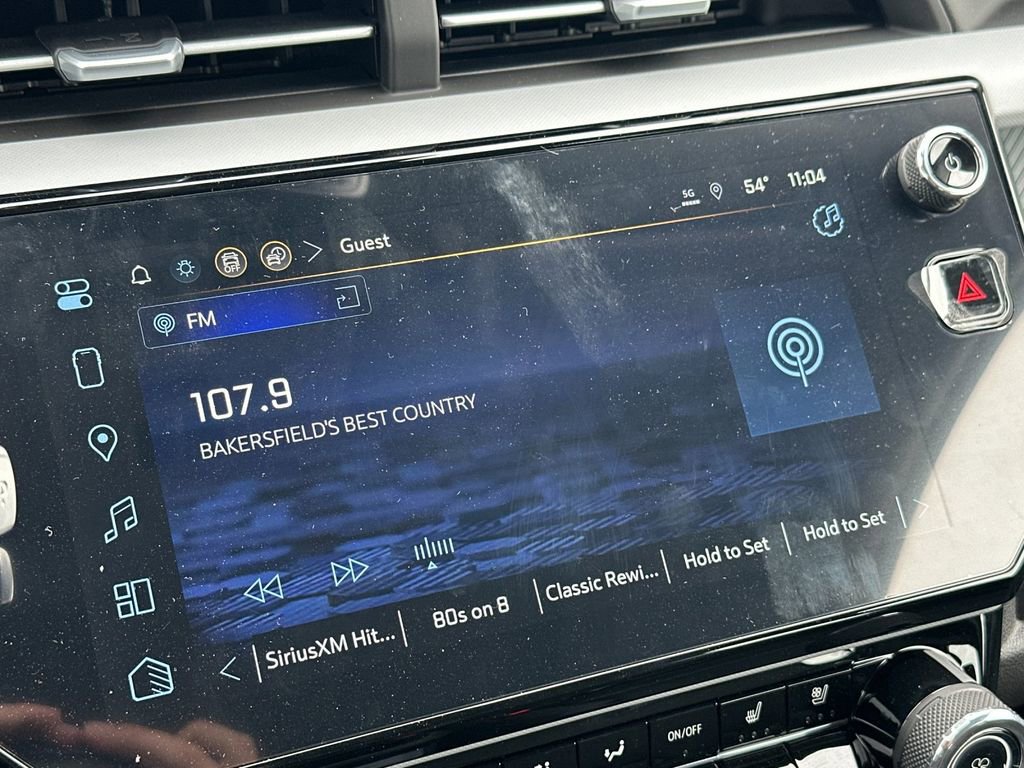 5G
54° 11:04
OFF
Guest
FM
107.9
BAKERSFIELD'S BEST COUNTRY
SiriusXM Hit...
80s on 8
Classic Rewi...
Hold to Set
Hold to Set
ON/OFF